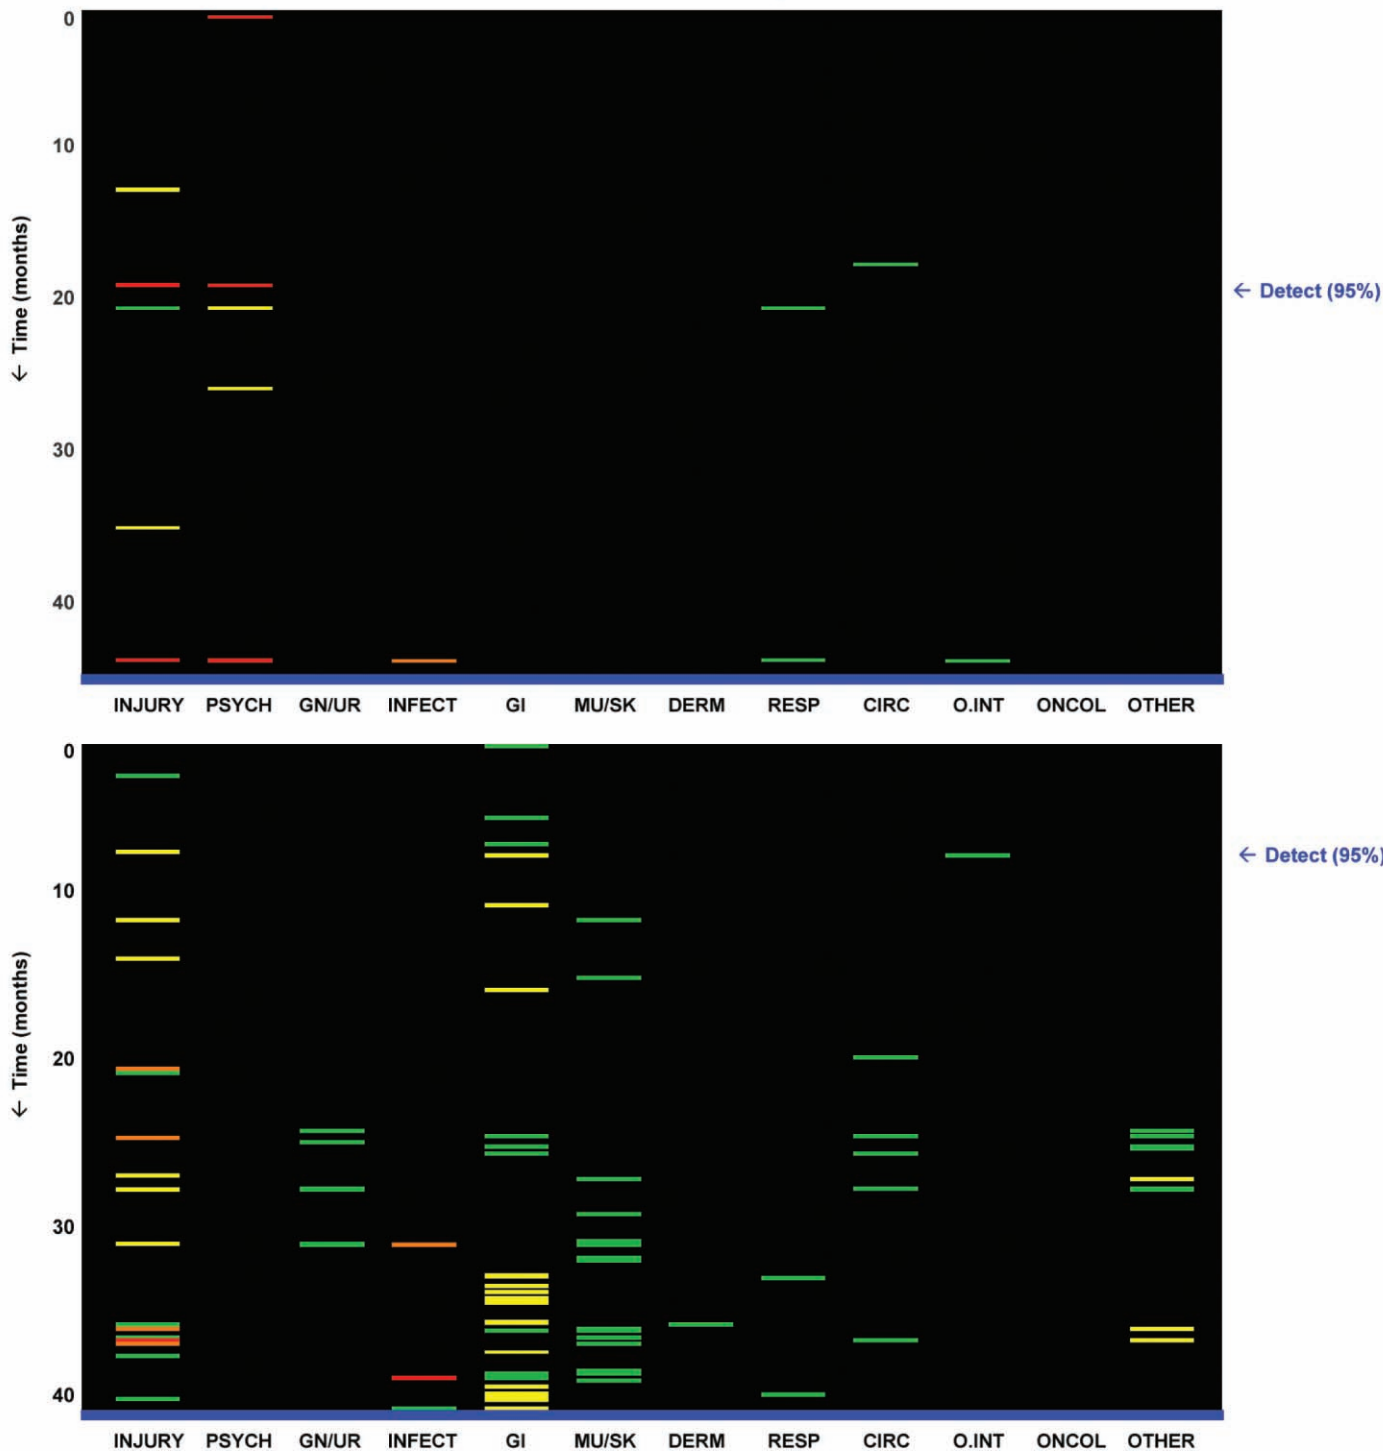 0
10
20
30
40
← Time (months)
← Detect (95%)
INJURY PSYCH GN/UR INFECT GI MU/SK DERM RESP CIRC O.INT ONCOL OTHER
0
10
20
30
40
← Time (months)
← Detect (95%)
INJURY PSYCH GN/UR INFECT GI MU/SK DERM RESP CIRC O.INT ONCOL OTHER